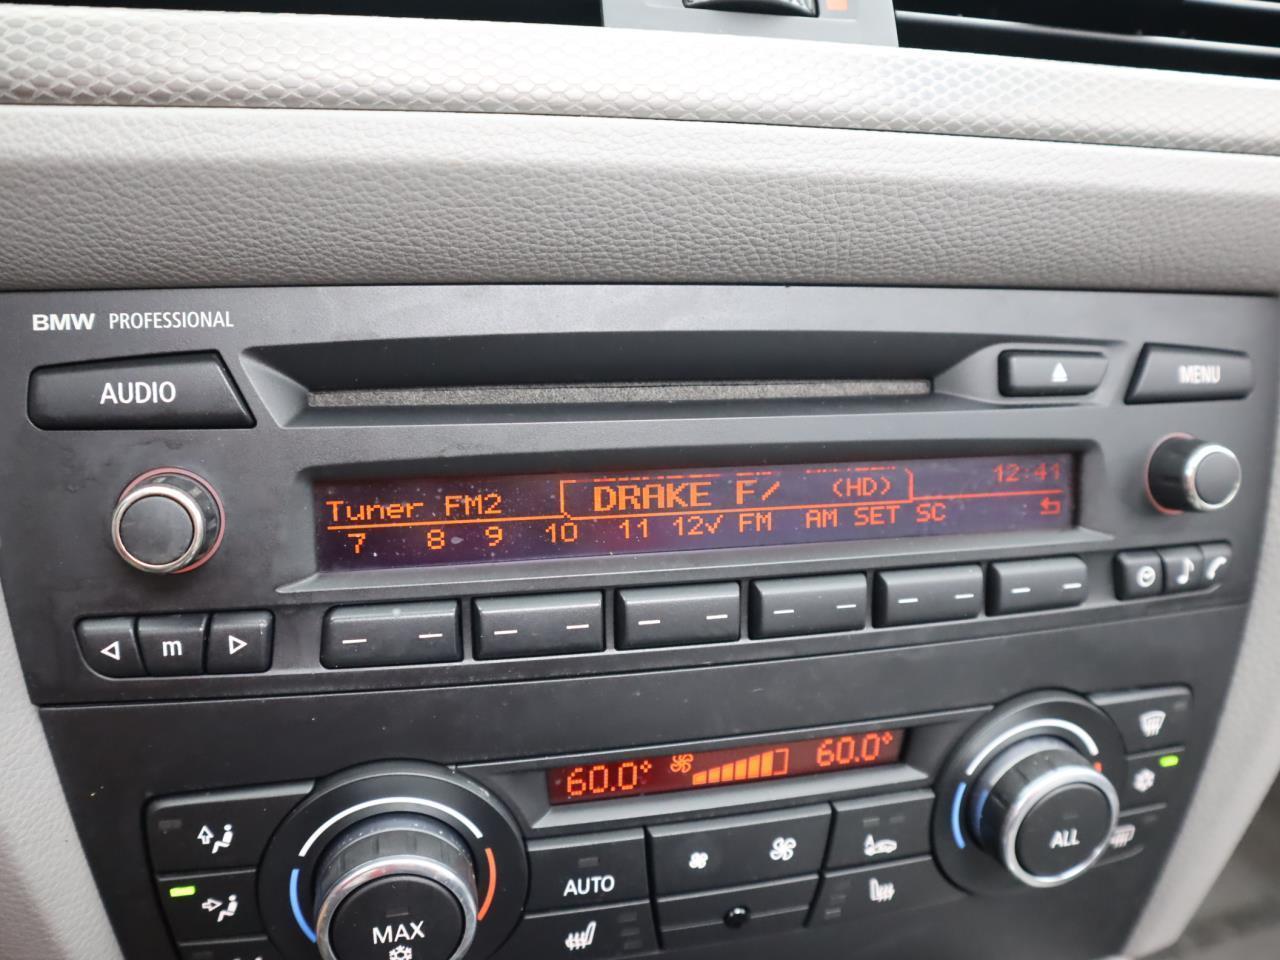 BMW PROFESSIONAL
AUDIO
MENU
Tuner FM2
DRAKE F/ (HD)
12:41
7 8 9 10 11 12✓ FM AM SET SC
m
60.0°
60.0°
AUTO
MAX
ALL